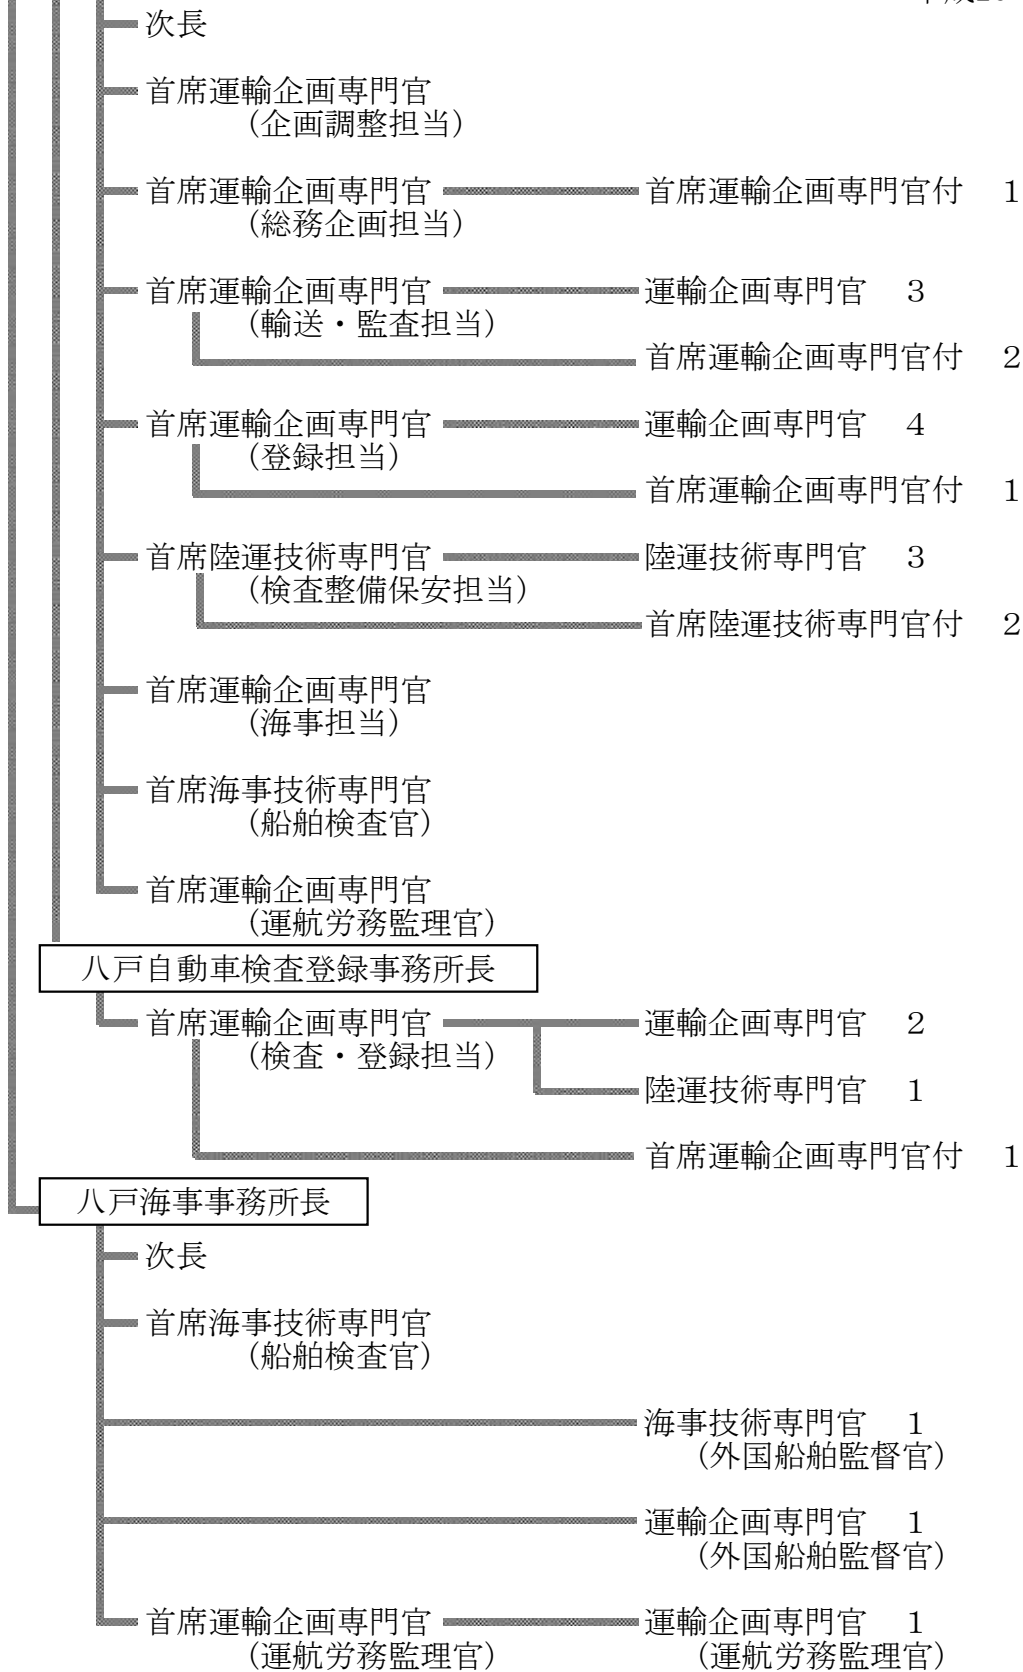 次長
首席運輸企画専門官
（企画調整担当）
首席運輸企画専門官 首席運輸企画専門官付 １
（総務企画担当）
首席運輸企画専門官 運輸企画専門官 ３
（輸送・監査担当）
首席運輸企画専門官付 ２
首席運輸企画専門官 運輸企画専門官 ４
（登録担当）
首席運輸企画専門官付 １
首席陸運技術専門官 陸運技術専門官 ３
（検査整備保安担当）
首席陸運技術専門官付 ２
首席運輸企画専門官
（海事担当）
首席海事技術専門官
（船舶検査官）
首席運輸企画専門官
（運航労務監理官）
八戸自動車検査登録事務所長
首席運輸企画専門官 運輸企画専門官 ２
（検査・登録担当）
陸運技術専門官 １
首席運輸企画専門官付 １
八戸海事事務所長
次長
首席海事技術専門官
（船舶検査官）
海事技術専門官 １
（外国船舶監督官）
運輸企画専門官 １
（外国船舶監督官）
首席運輸企画専門官 運輸企画専門官 １
（運航労務監理官） （運航労務監理官）